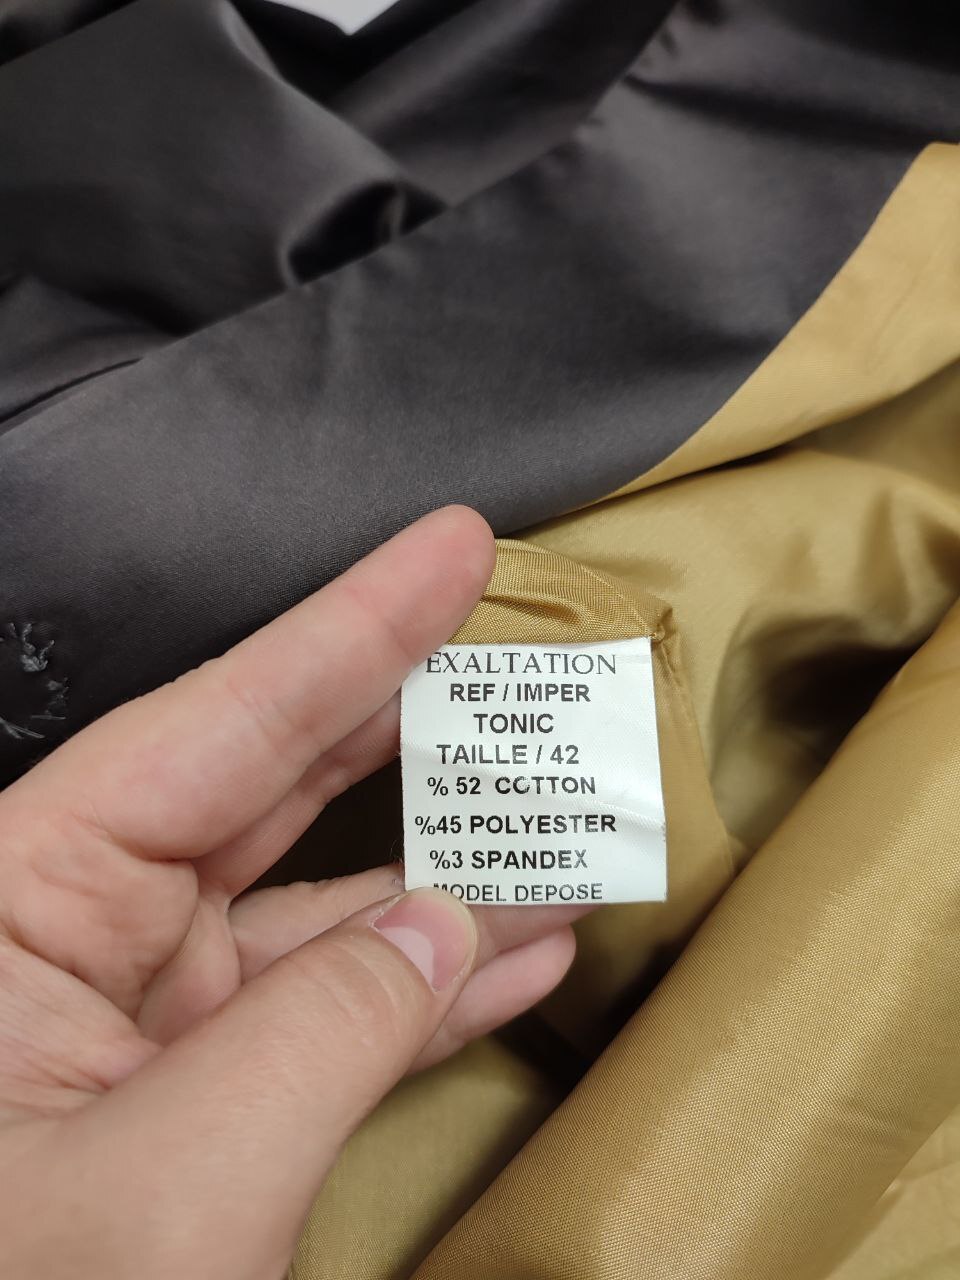 EXALTATION
REF / IMPER
TONIC
TAILLE / 42
% 52 COTTON
%45 POLYESTER
%3 SPANDEX
MODEL DEPOSE